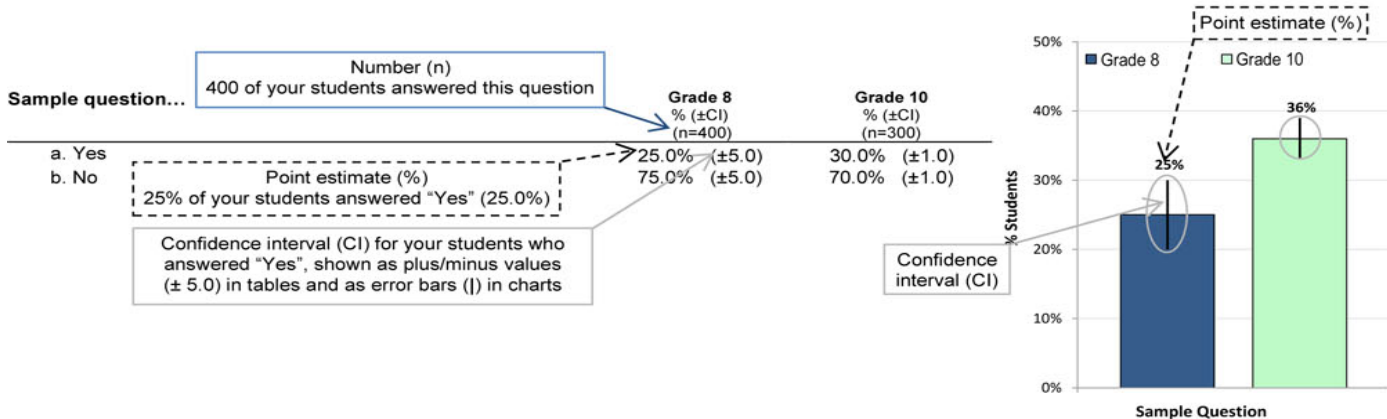 Number (n)
400 of your students answered this question
Sample question…
Grade 8
% (±CI)
(n=400)
Grade 10
% (±CI)
(n=300)
a. Yes 25.0% (±5.0) 30.0% (±1.0)
b. No 75.0% (±5.0) 70.0% (±1.0)
Point estimate (%)
25% of your students answered “Yes” (25.0%)
Confidence interval (CI) for your students who
answered “Yes”, shown as plus/minus values
(± 5.0) in tables and as error bars (|) in charts
Point estimate (%)
Grade 8 Grade 10
50%
40%
30%
20%
10%
0%
% Students
25%
36%
Confidence
interval (CI)
Sample Question